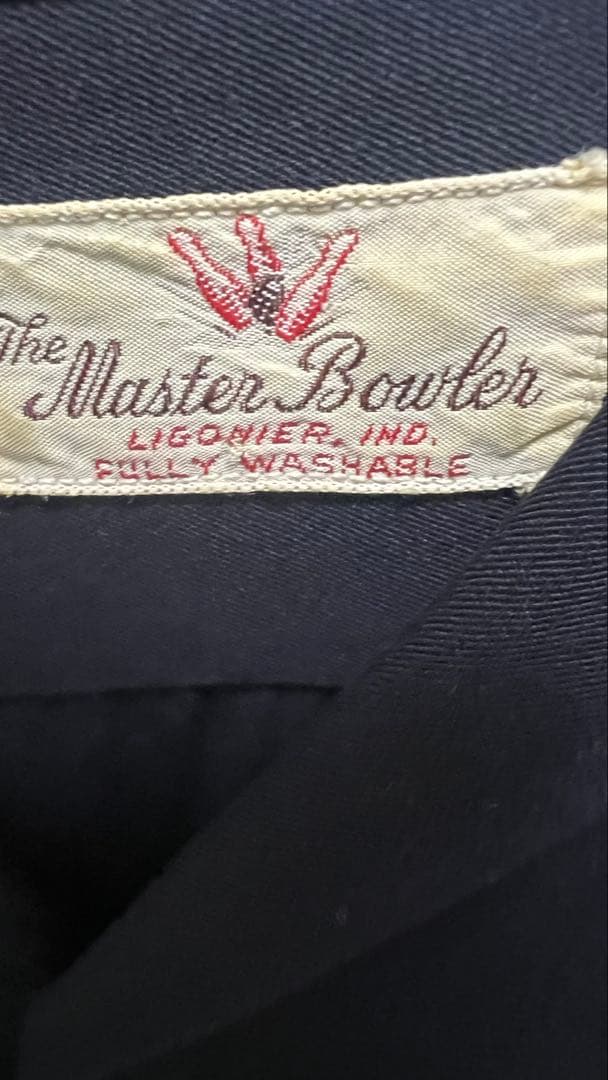 The
Master Bowler
LIGONIER, IND.
FULLY WASHABLE